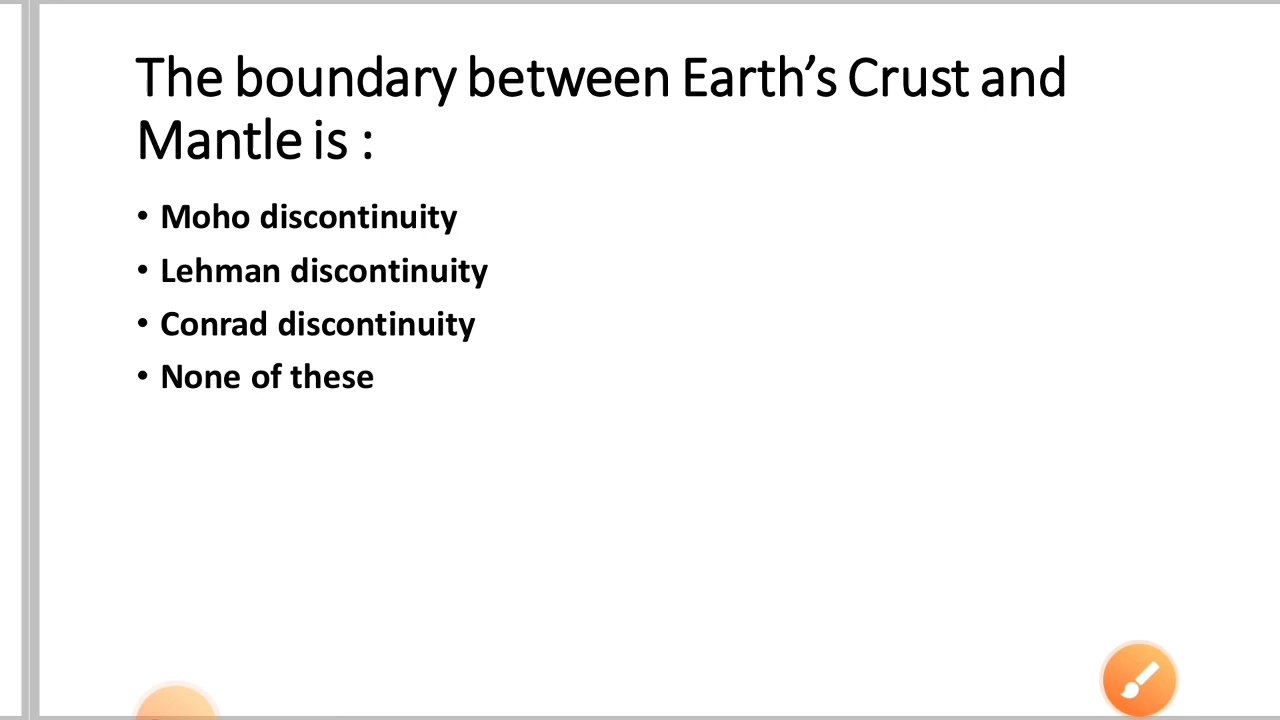 The boundary between Earth’s Crust and
Mantle is :
• Moho discontinuity
• Lehman discontinuity
• Conrad discontinuity
• None of these